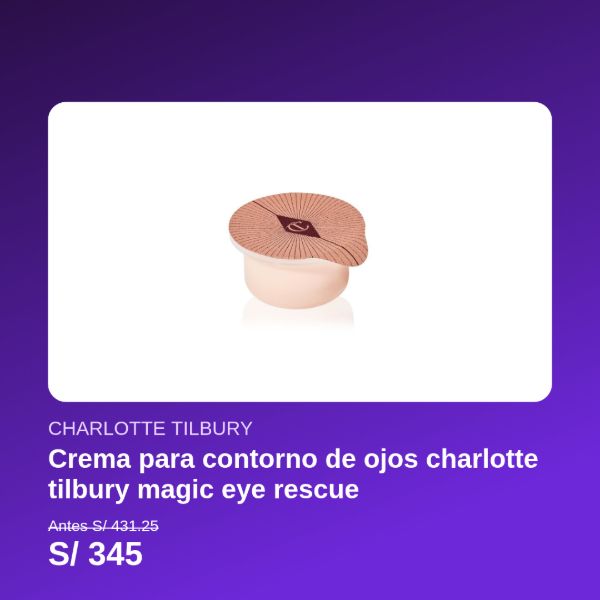 CHARLOTTE TILBURY
Crema para contorno de ojos charlotte
tilbury magic eye rescue
Antes S/ 431.25
S/ 345